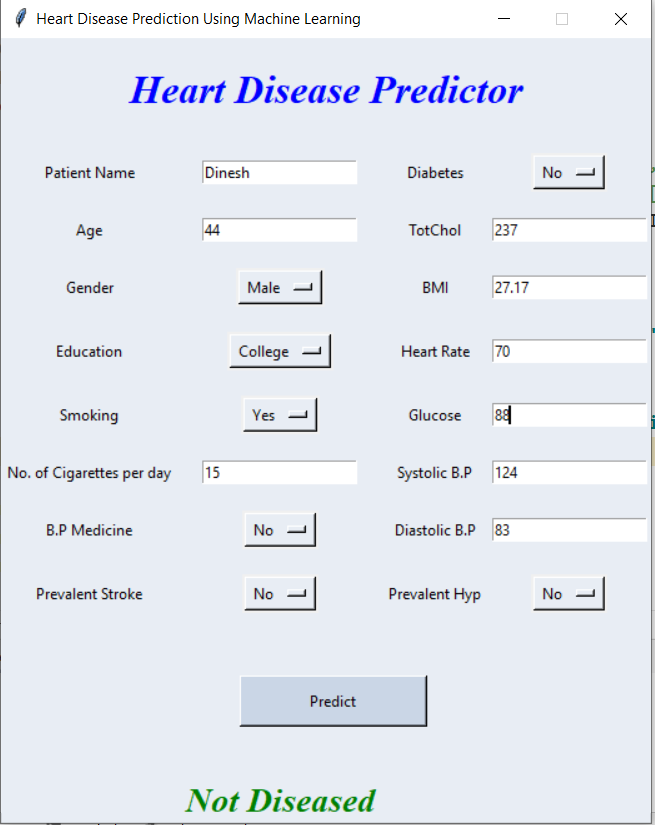 Heart Disease Prediction Using Machine Learning
Heart Disease Predictor
Patient Name Dinesh Diabetes No
Age 44 TotChol 237
Gender Male BMI 27.17
Education College Heart Rate 70
Smoking Yes Glucose 88
No. of Cigarettes per day 15 Systolic B.P 124
B.P Medicine No Diastolic B.P 83
Prevalent Stroke No Prevalent Hyp No
Predict
Not Diseased